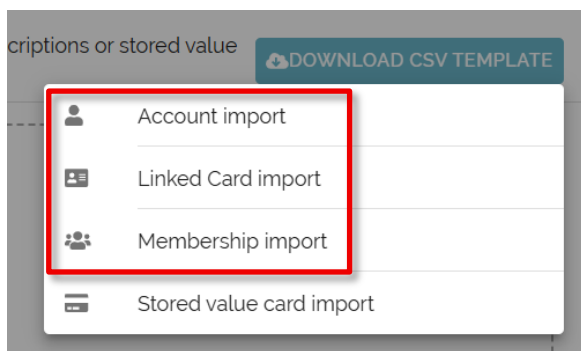 criptions or stored value
DOWNLOAD CSV TEMPLATE
Account import
Linked Card import
Membership import
Stored value card import